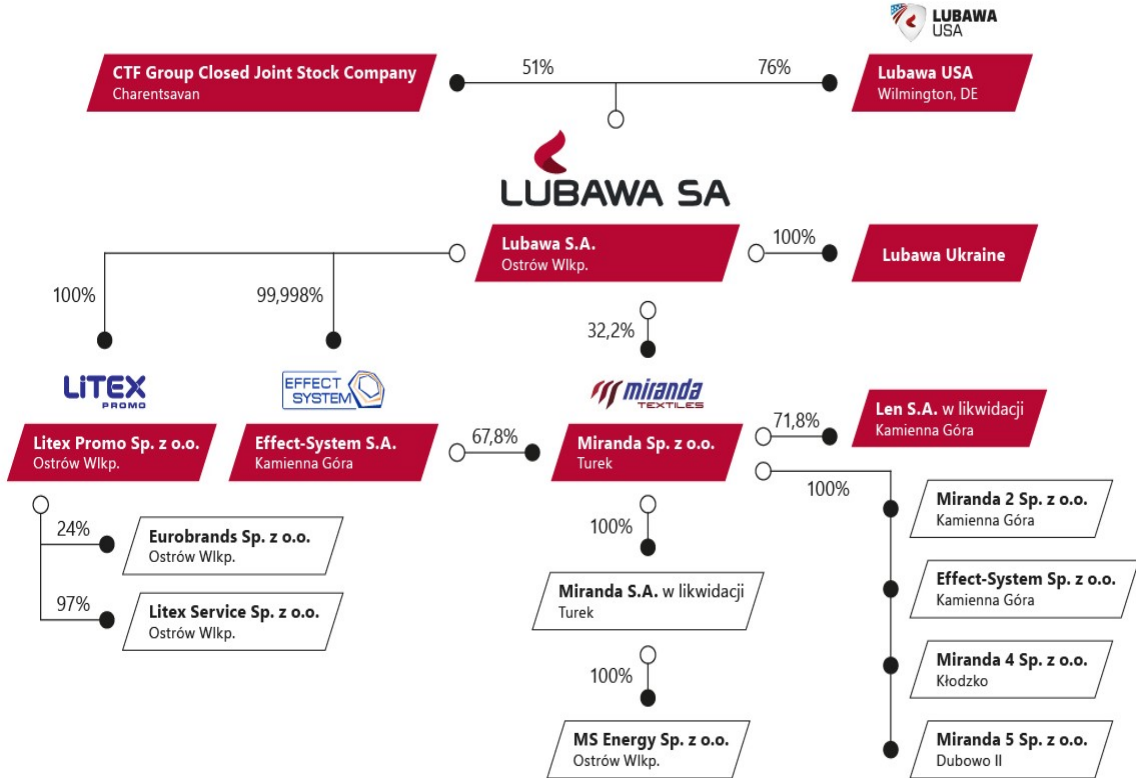 LUBAWA
USA
CTF Group Closed Joint Stock Company
Charentsavan
51%
76%
Lubawa USA
Wilmington, DE
LUBAWA SA
Lubawa S.A.
Ostrów Wlkp.
100%
Lubawa Ukraine
100%
99,998%
32,2%
LiTEX
PROMO
EFFECT
SYSTEM
miranda
TEXTILES
Litex Promo Sp. z o.o.
Ostrów Wlkp.
Effect-System S.A.
Kamienna Góra
67,8%
Miranda Sp. z o.o.
Turek
71,8%
Len S.A. w likwidacji
Kamienna Góra
100%
24%
Eurobrands Sp. z o.o.
Ostrów Wlkp.
97%
Litex Service Sp. z o.o.
Ostrów Wlkp.
100%
Miranda S.A. w likwidacji
Turek
100%
MS Energy Sp. z o.o.
Ostrów Wlkp.
Miranda 2 Sp. z o.o.
Kamienna Góra
Effect-System Sp. z o.o.
Kamienna Góra
Miranda 4 Sp. z o.o.
Kłodzko
Miranda 5 Sp. z o.o.
Dubowo II